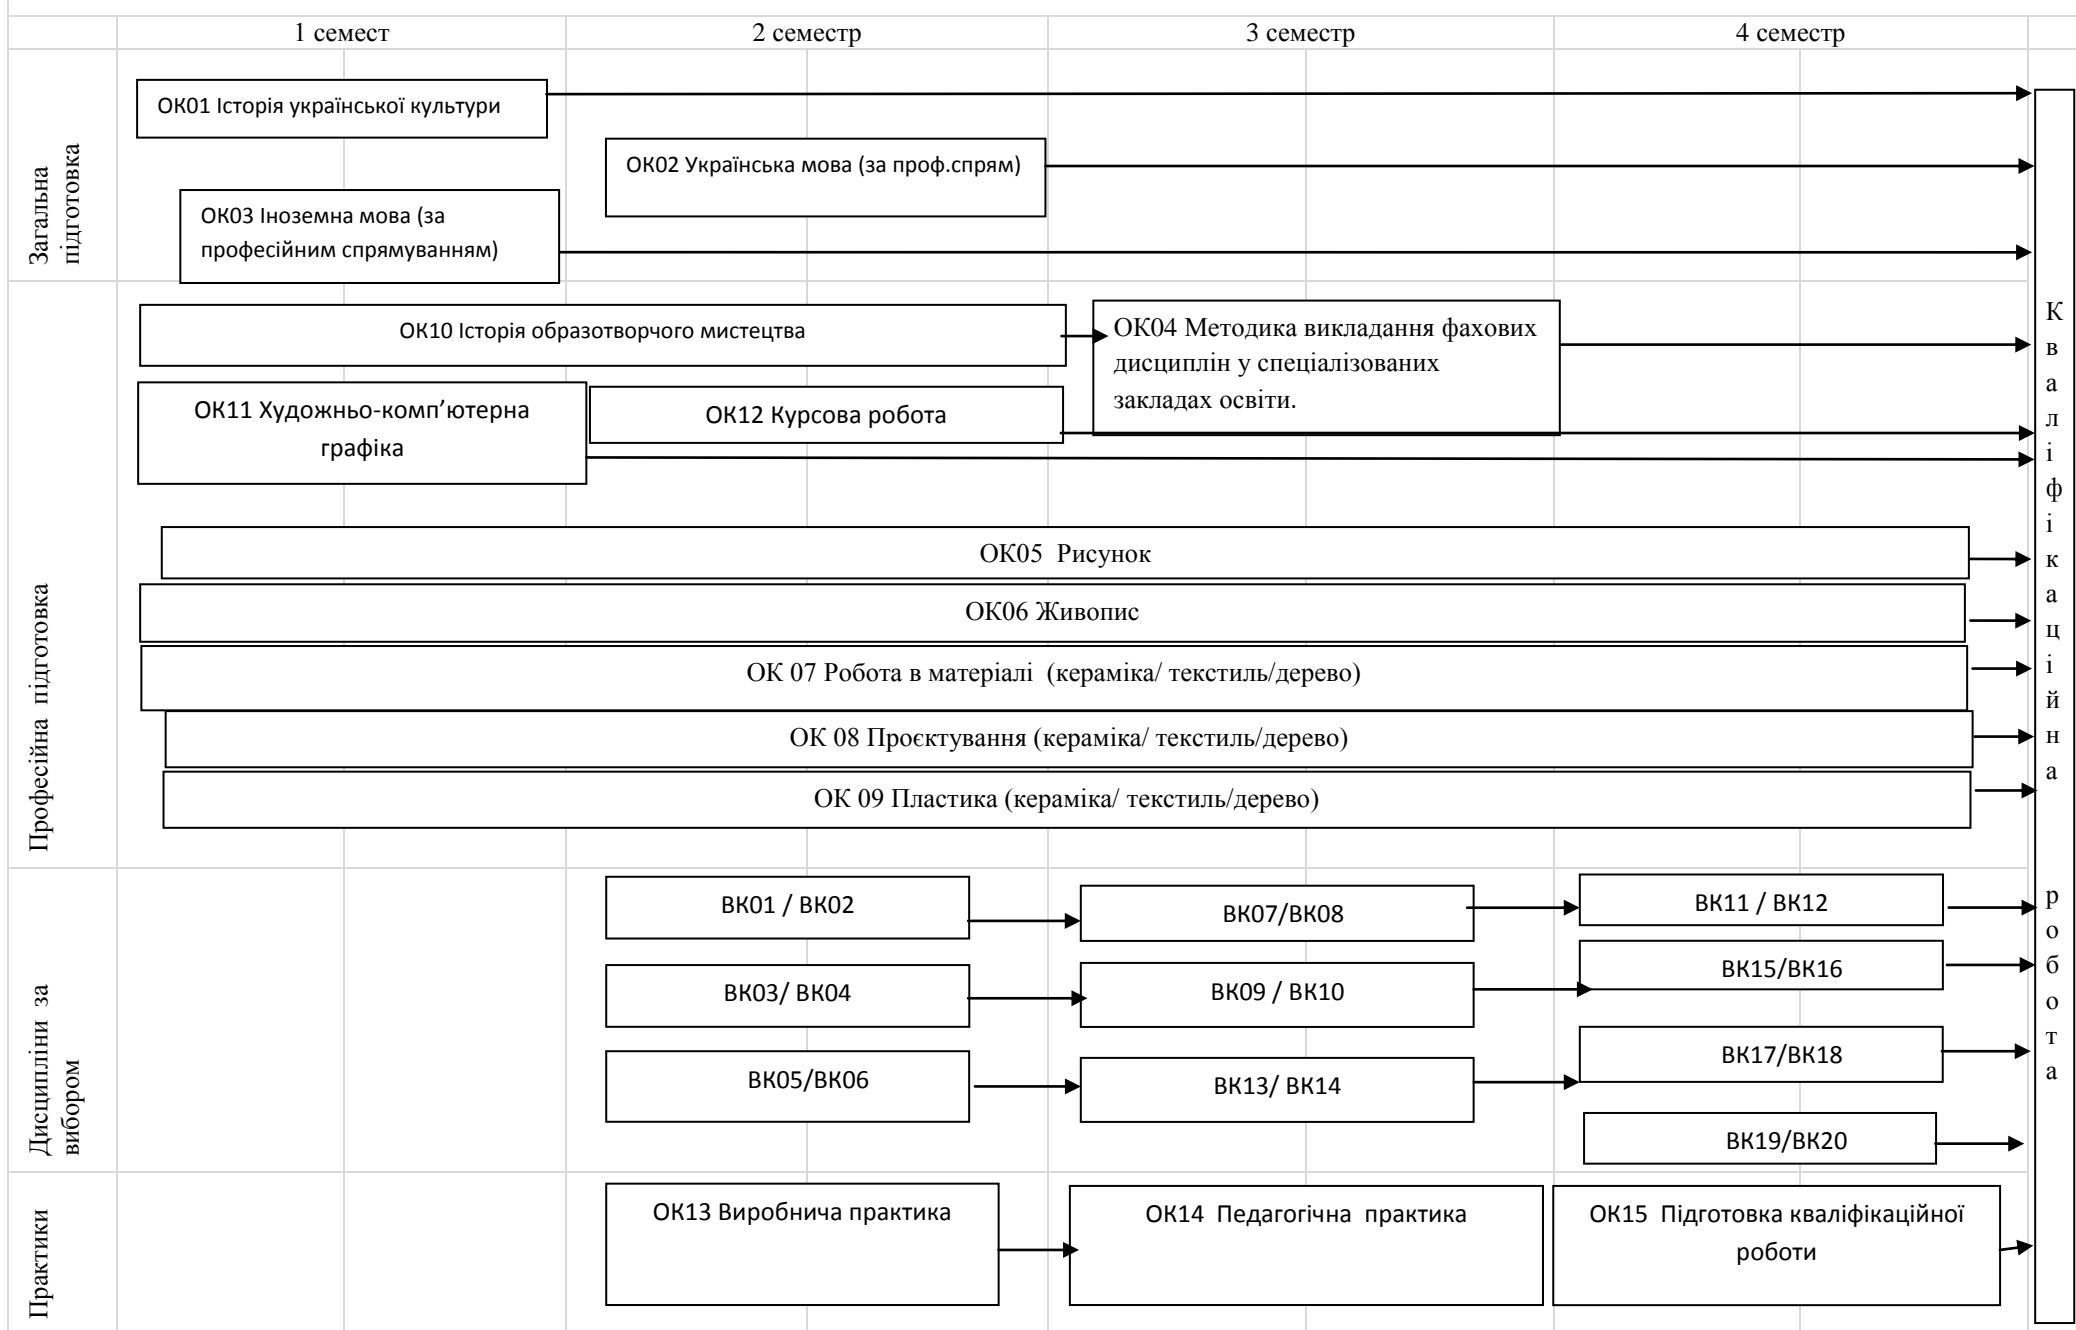 1 семест
2 семестр
3 семестр
4 семестр
Загальна
підготовка
ОК01 Історія української культури
ОК02 Українська мова (за проф.спрям)
ОК03 Іноземна мова (за
професійним спрямуванням)
Професійна підготовка
ОК10 Історія образотворчого мистецтва
ОК04 Методика викладання фахових
дисциплін у спеціалізованих
закладах освіти.
ОК11 Художньо-комп’ютерна
графіка
ОК12 Курсова робота
ОК05 Рисунок
ОК06 Живопис
ОК 07 Робота в матеріалі (кераміка/ текстиль/дерево)
ОК 08 Проєктування (кераміка/ текстиль/дерево)
ОК 09 Пластика (кераміка/ текстиль/дерево)
Дисципліни за
вибором
ВК01 / ВК02
ВК07/ВК08
ВК11 / ВК12
ВК03/ ВК04
ВК09 / ВК10
ВК15/ВК16
ВК05/ВК06
ВК13/ ВК14
ВК17/ВК18
ВК19/ВК20
Практики
ОК13 Виробнича практика
ОК14 Педагогічна практика
ОК15 Підготовка кваліфікаційної
роботи
Кваліфікаційна робота